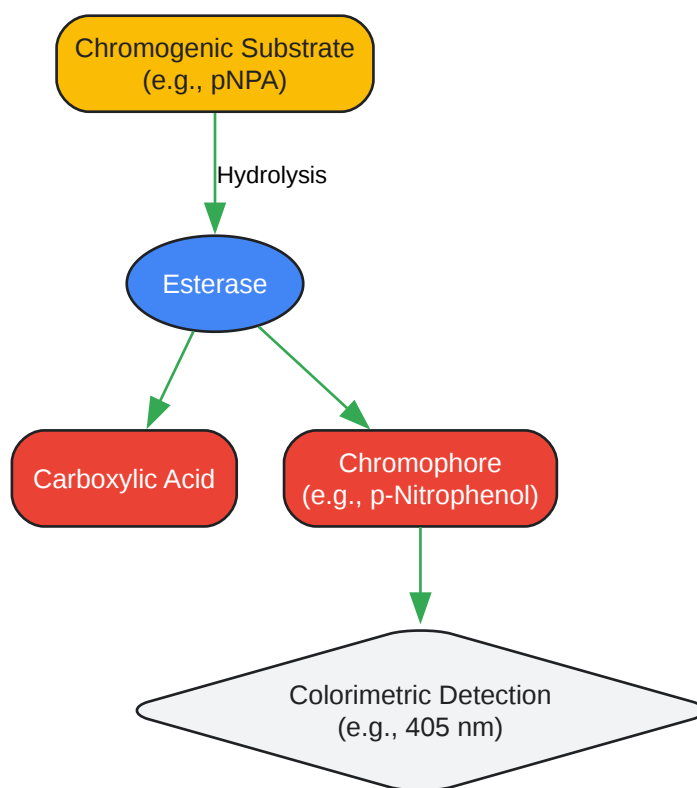 Chromogenic Substrate
(e.g., pNPA)
Hydrolysis
Esterase
Carboxylic Acid
Chromophore
(e.g., p-Nitrophenol)
Colorimetric Detection
(e.g., 405 nm)